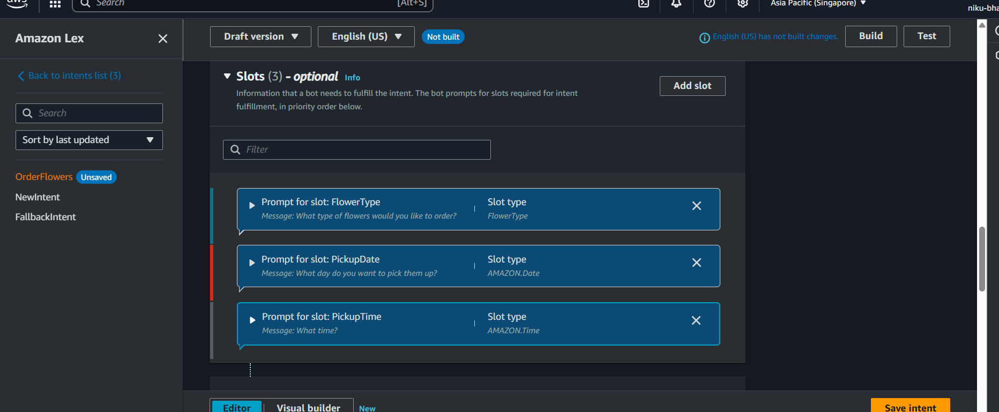 aws
Search
[Alt+S]
Asia Pacific (Singapore)
niku-bha
Amazon Lex
Back to intents list (3)
Search
Sort by last updated
OrderFlowers Unsaved
NewIntent
FallbackIntent
Draft version
English (US)
Not built
English (US) has not built changes.
Build
Test
Slots (3) - optional Info
Information that a bot needs to fulfill the intent. The bot prompts for slots required for intent
fulfillment, in priority order below.
Add slot
Filter
Prompt for slot: FlowerType
Message: What type of flowers would you like to order?
Slot type
FlowerType
Prompt for slot: PickupDate
Message: What day do you want to pick them up?
Slot type
AMAZON.Date
Prompt for slot: PickupTime
Message: What time?
Slot type
AMAZON.Time
Editor
Visual builder
New
Save intent